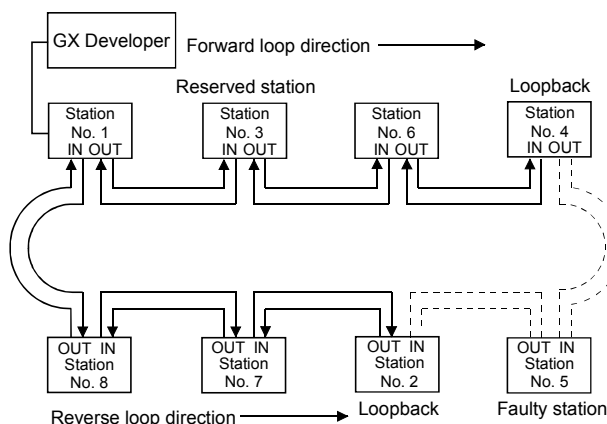 GX Developer
Forward loop direction
Reserved station
Loopback
Station
No. 1
IN OUT
Station
No. 3
IN OUT
Station
No. 6
IN OUT
Station
No. 4
IN OUT
OUT IN
Station
No. 8
OUT IN
Station
No. 7
OUT IN
Station
No. 2
OUT IN
Station
No. 5
Reverse loop direction
Loopback
Faulty station